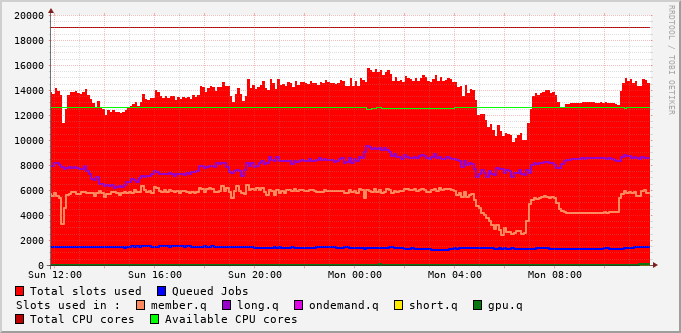 20000
18000
16000
14000
12000
10000
8000
6000
4000
2000
0
Sun 12:00 Sun 16:00 Sun 20:00 Mon 00:00 Mon 04:00 Mon 08:00
Total slots used Queued Jobs
Slots used in : member.q long.q ondemand.q short.q gpu.q
Total CPU cores Available CPU cores
RRDTOOL / TOBI OETIKER